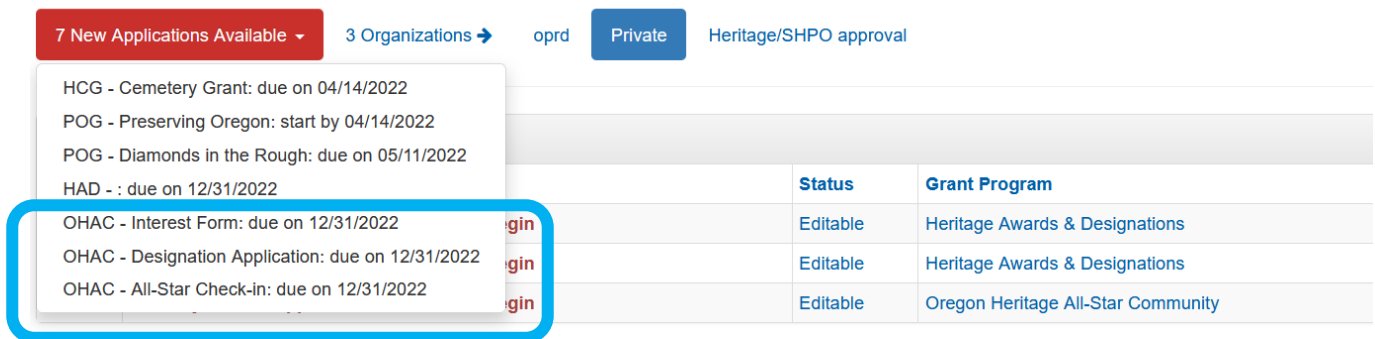 7 New Applications Available 3 Organizations oprd Private Heritage/SHPO approval
HCG - Cemetery Grant: due on 04/14/2022
POG - Preserving Oregon: start by 04/14/2022
POG - Diamonds in the Rough: due on 05/11/2022
HAD - : due on 12/31/2022
Status Grant Program
OHAC - Interest Form: due on 12/31/2022 egin Editable Heritage Awards & Designations
OHAC - Designation Application: due on 12/31/2022 egin Editable Heritage Awards & Designations
OHAC - All-Star Check-in: due on 12/31/2022 egin Editable Oregon Heritage All-Star Community